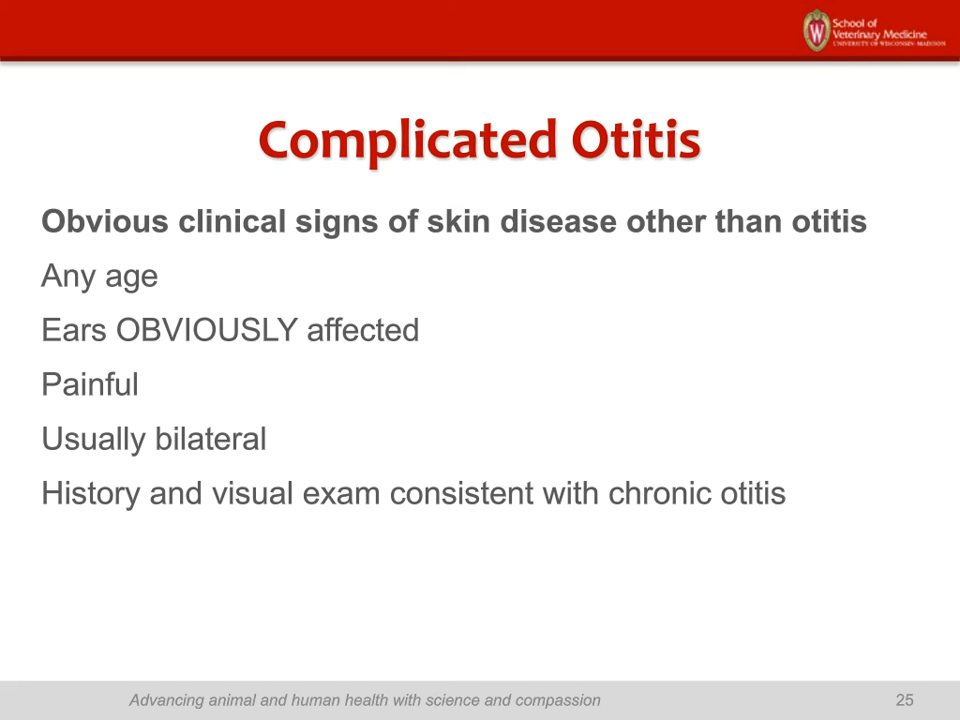 School of
Veterinary Medicine
UNIVERSITY OF WISCONSIN-MADISON
Complicated Otitis
Obvious clinical signs of skin disease other than otitis
Any age
Ears OBVIOUSLY affected
Painful
Usually bilateral
History and visual exam consistent with chronic otitis
Advancing animal and human health with science and compassion
25